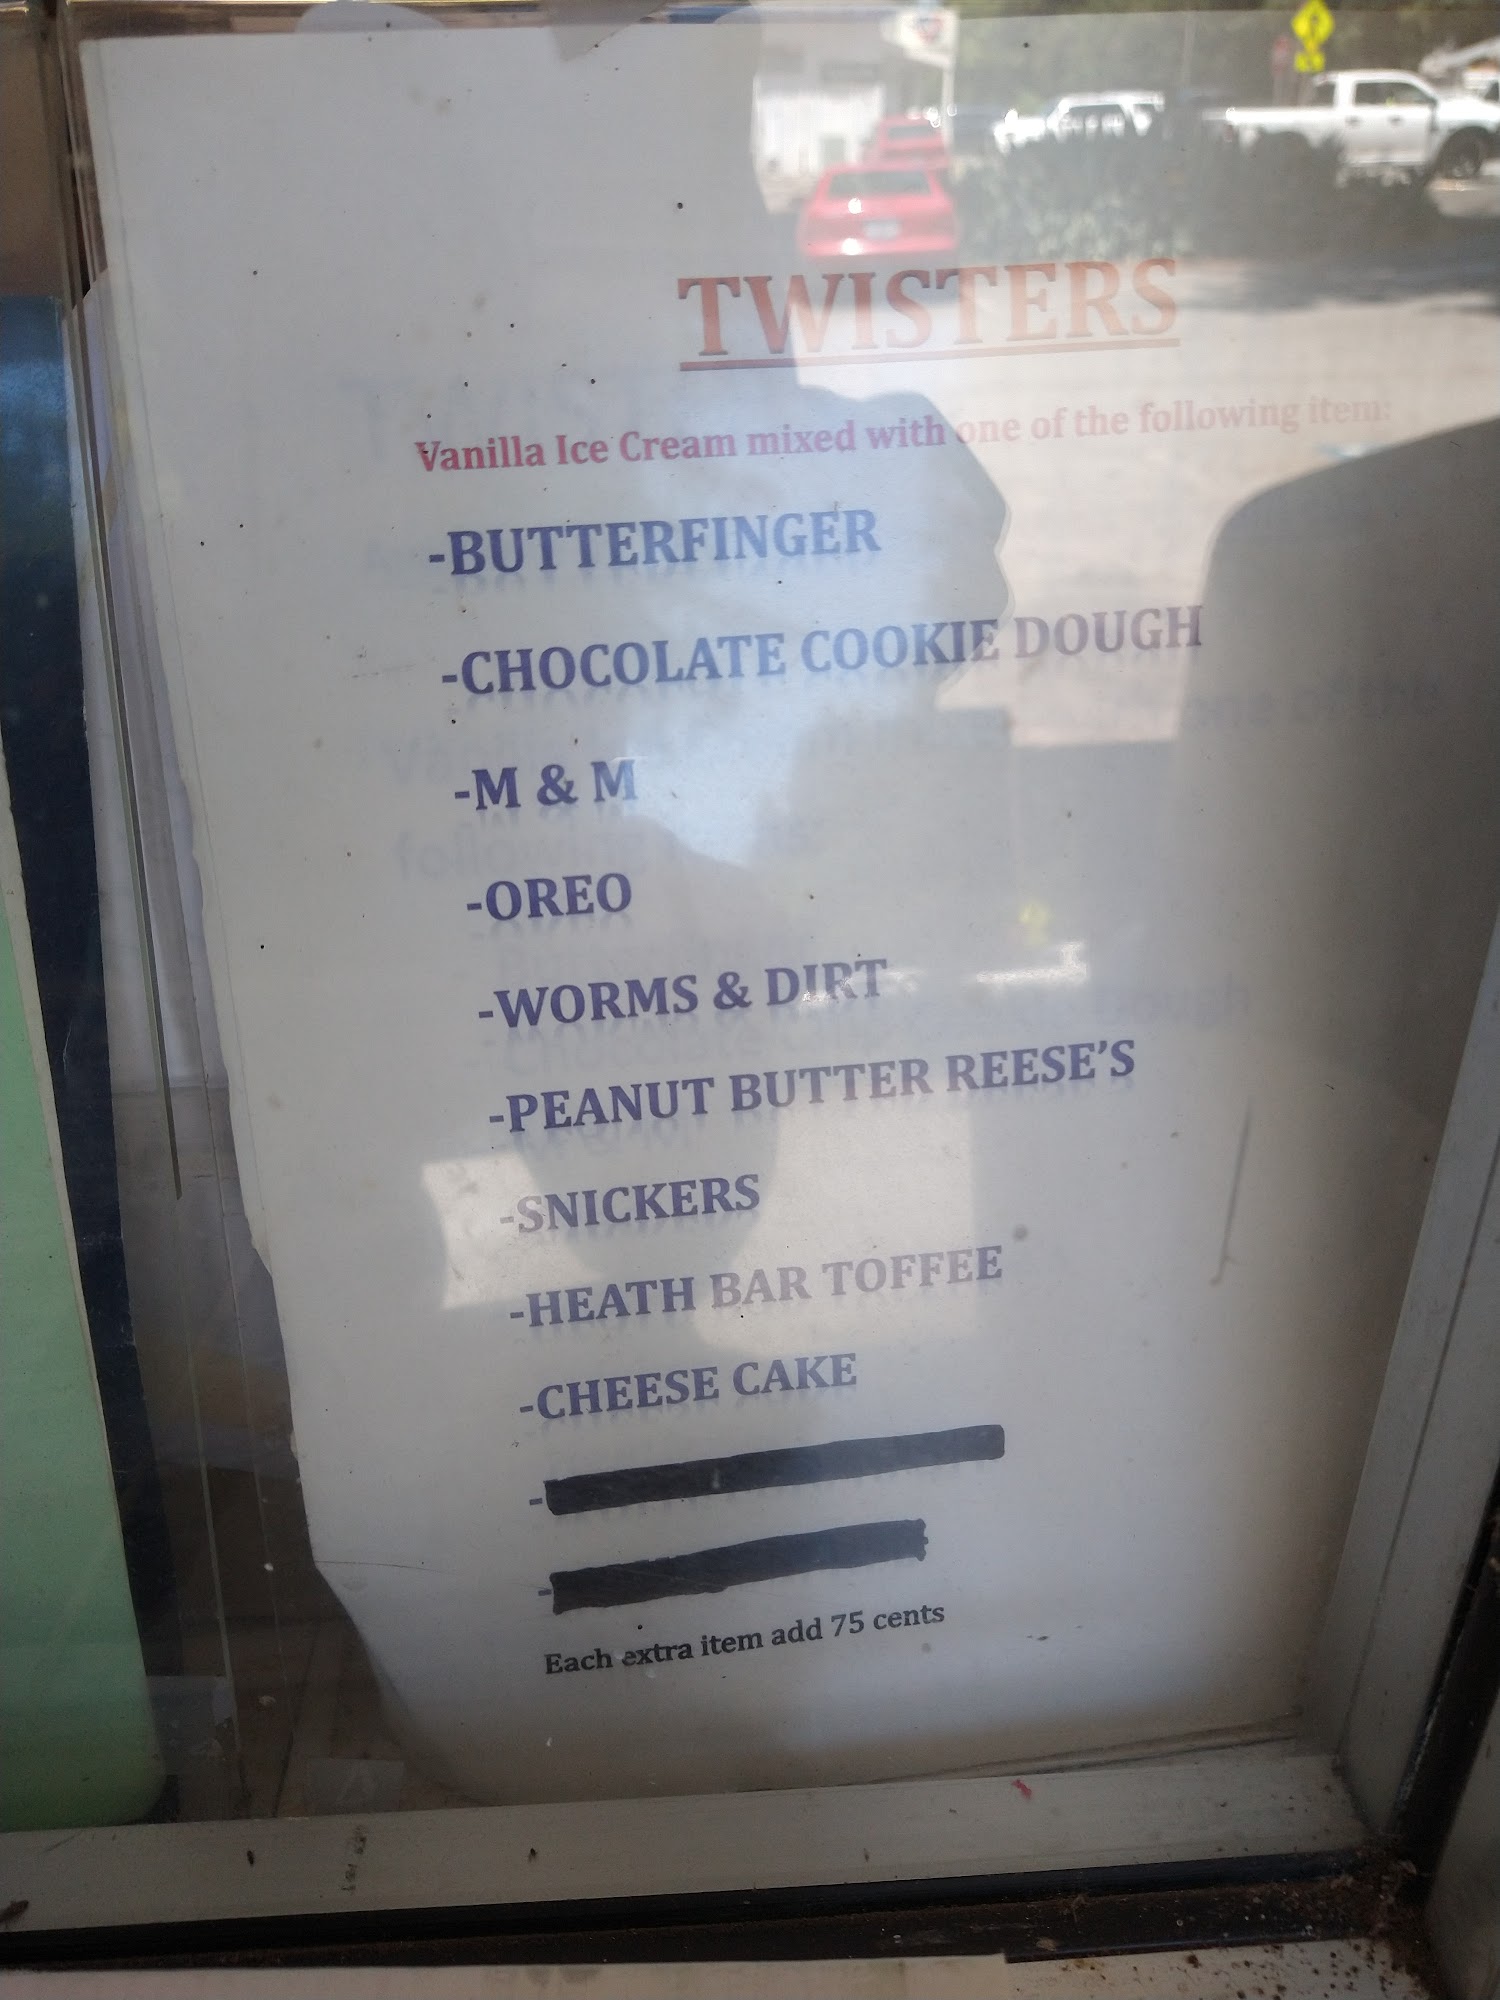 TWISTERS
Vanilla Ice Cream mixed with one of the following item:
-BUTTERFINGER
-CHOCOLATE COOKIE DOUGH
-M & M
-OREO
-WORMS & DIRT
-PEANUT BUTTER REESE'S
-SNICKERS
-HEATH BAR TOFFEE
-CHEESE CAKE
-
-
Each extra item add 75 cents